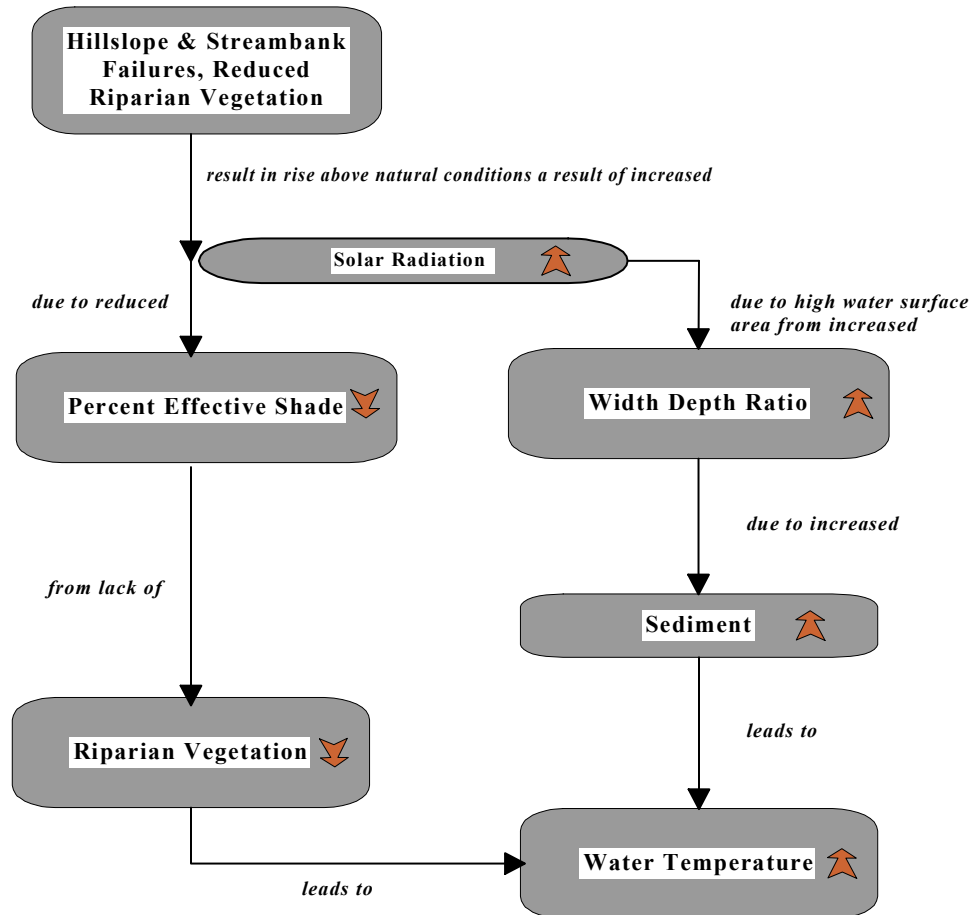 Hillslope & Streambank
Failures, Reduced
Riparian Vegetation
result in rise above natural conditions a result of increased
Solar Radiation
due to reduced
due to high water surface
area from increased
Percent Effective Shade
Width Depth Ratio
due to increased
from lack of
Sediment
Riparian Vegetation
leads to
Water Temperature
leads to